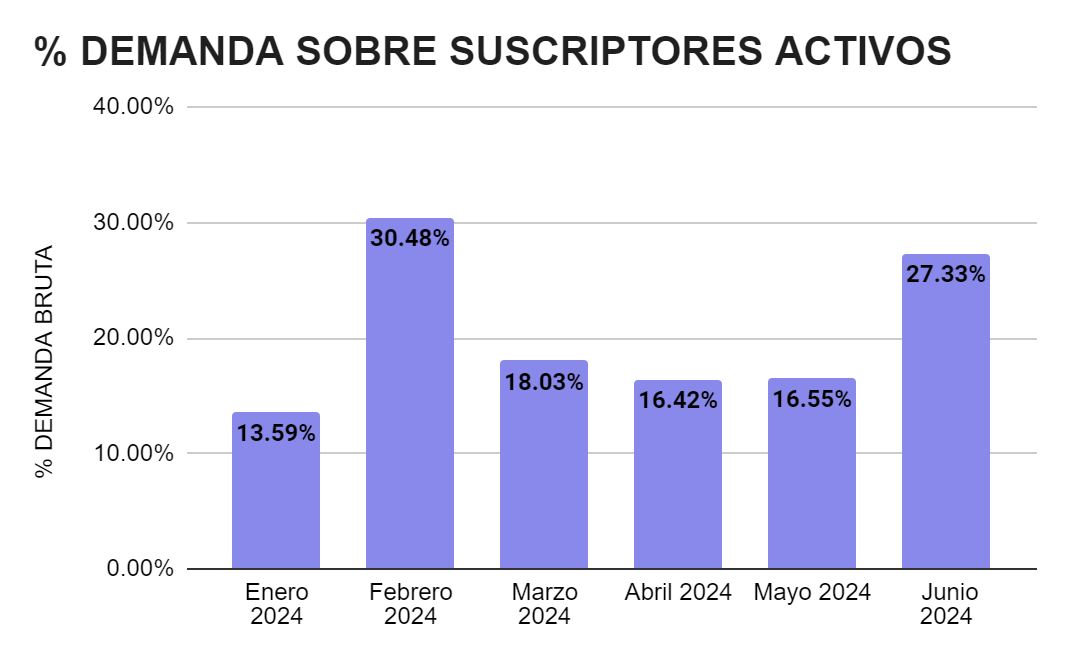 % DEMANDA SOBRE SUSCRIPTORES ACTIVOS
% DEMANDA BRUTA
40.00%
30.00%
20.00%
10.00%
0.00%
13.59%
30.48%
18.03%
16.42%
16.55%
27.33%
Enero
2024
Febrero
2024
Marzo
2024
Abril 2024
Mayo 2024
Junio
2024